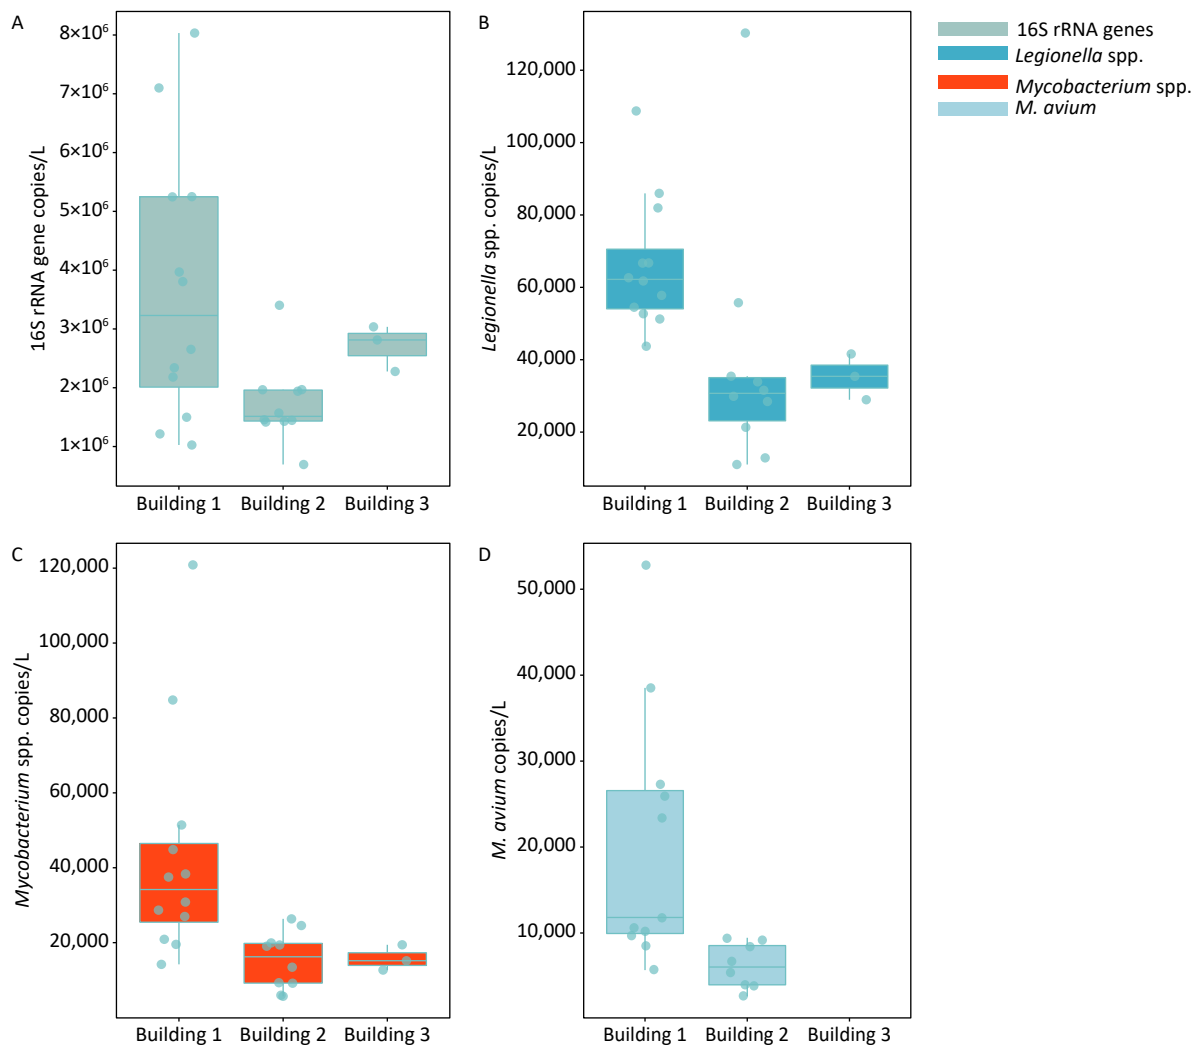 A
16S rRNA gene copies/L
8×10⁶
7×10⁶
6×10⁶
5×10⁶
4×10⁶
3×10⁶
2×10⁶
1×10⁶
Building 1 Building 2 Building 3
B
Legionella spp. copies/L
120,000
100,000
80,000
60,000
40,000
20,000
Building 1 Building 2 Building 3
16S rRNA genes
Legionella spp.
Mycobacterium spp.
M. avium
C
Mycobacterium spp. copies/L
120,000
100,000
80,000
60,000
40,000
20,000
Building 1 Building 2 Building 3
D
M. avium copies/L
50,000
40,000
30,000
20,000
10,000
Building 1 Building 2 Building 3